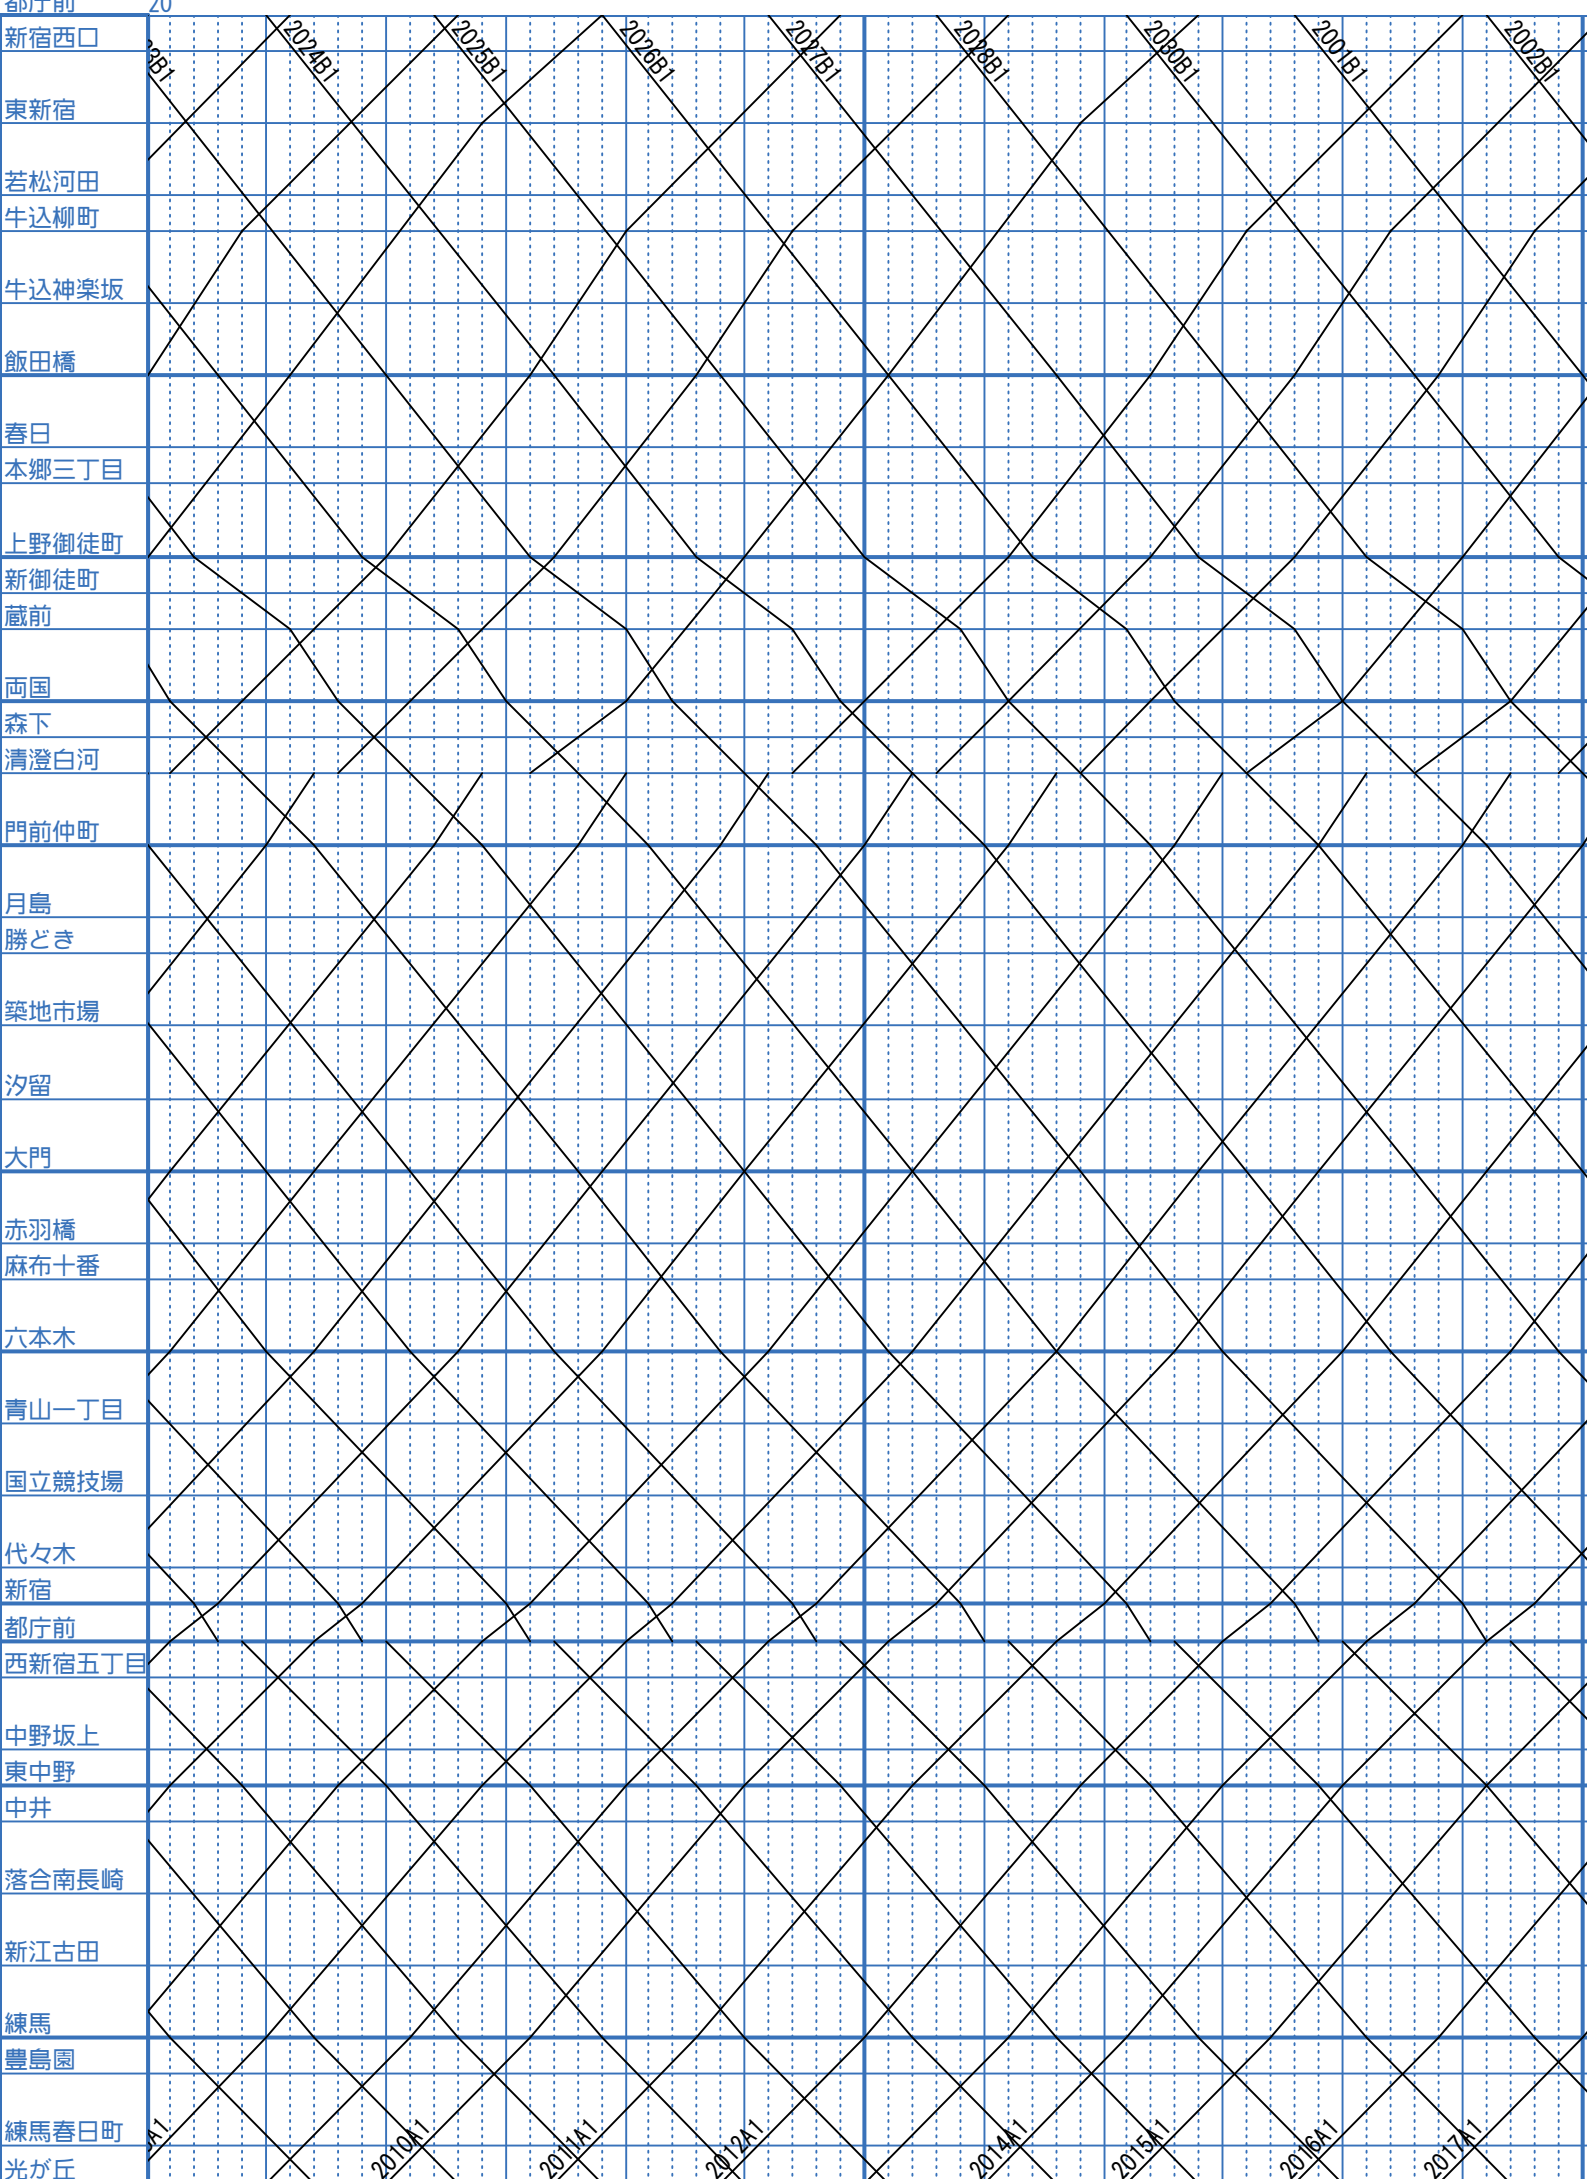 都庁前 20
新宿西口
3B1 2024B1 2025B1 2026B1 2027B1 2028B1 2030B1 2001B1 2002B1
東新宿
若松河田
牛込柳町
牛込神楽坂
飯田橋
春日
本郷三丁目
上野御徒町
新御徒町
蔵前
両国
森下
清澄白河
門前仲町
月島
勝どき
築地市場
汐留
大門
赤羽橋
麻布十番
六本木
青山一丁目
国立競技場
代々木
新宿
都庁前
西新宿五丁目
中野坂上
東中野
中井
落合南長崎
新江古田
練馬
豊島園
練馬春日町
A1 2010A1 2011A1 2012A1 2014A1 2015A1 2016A1 2017A1
光が丘